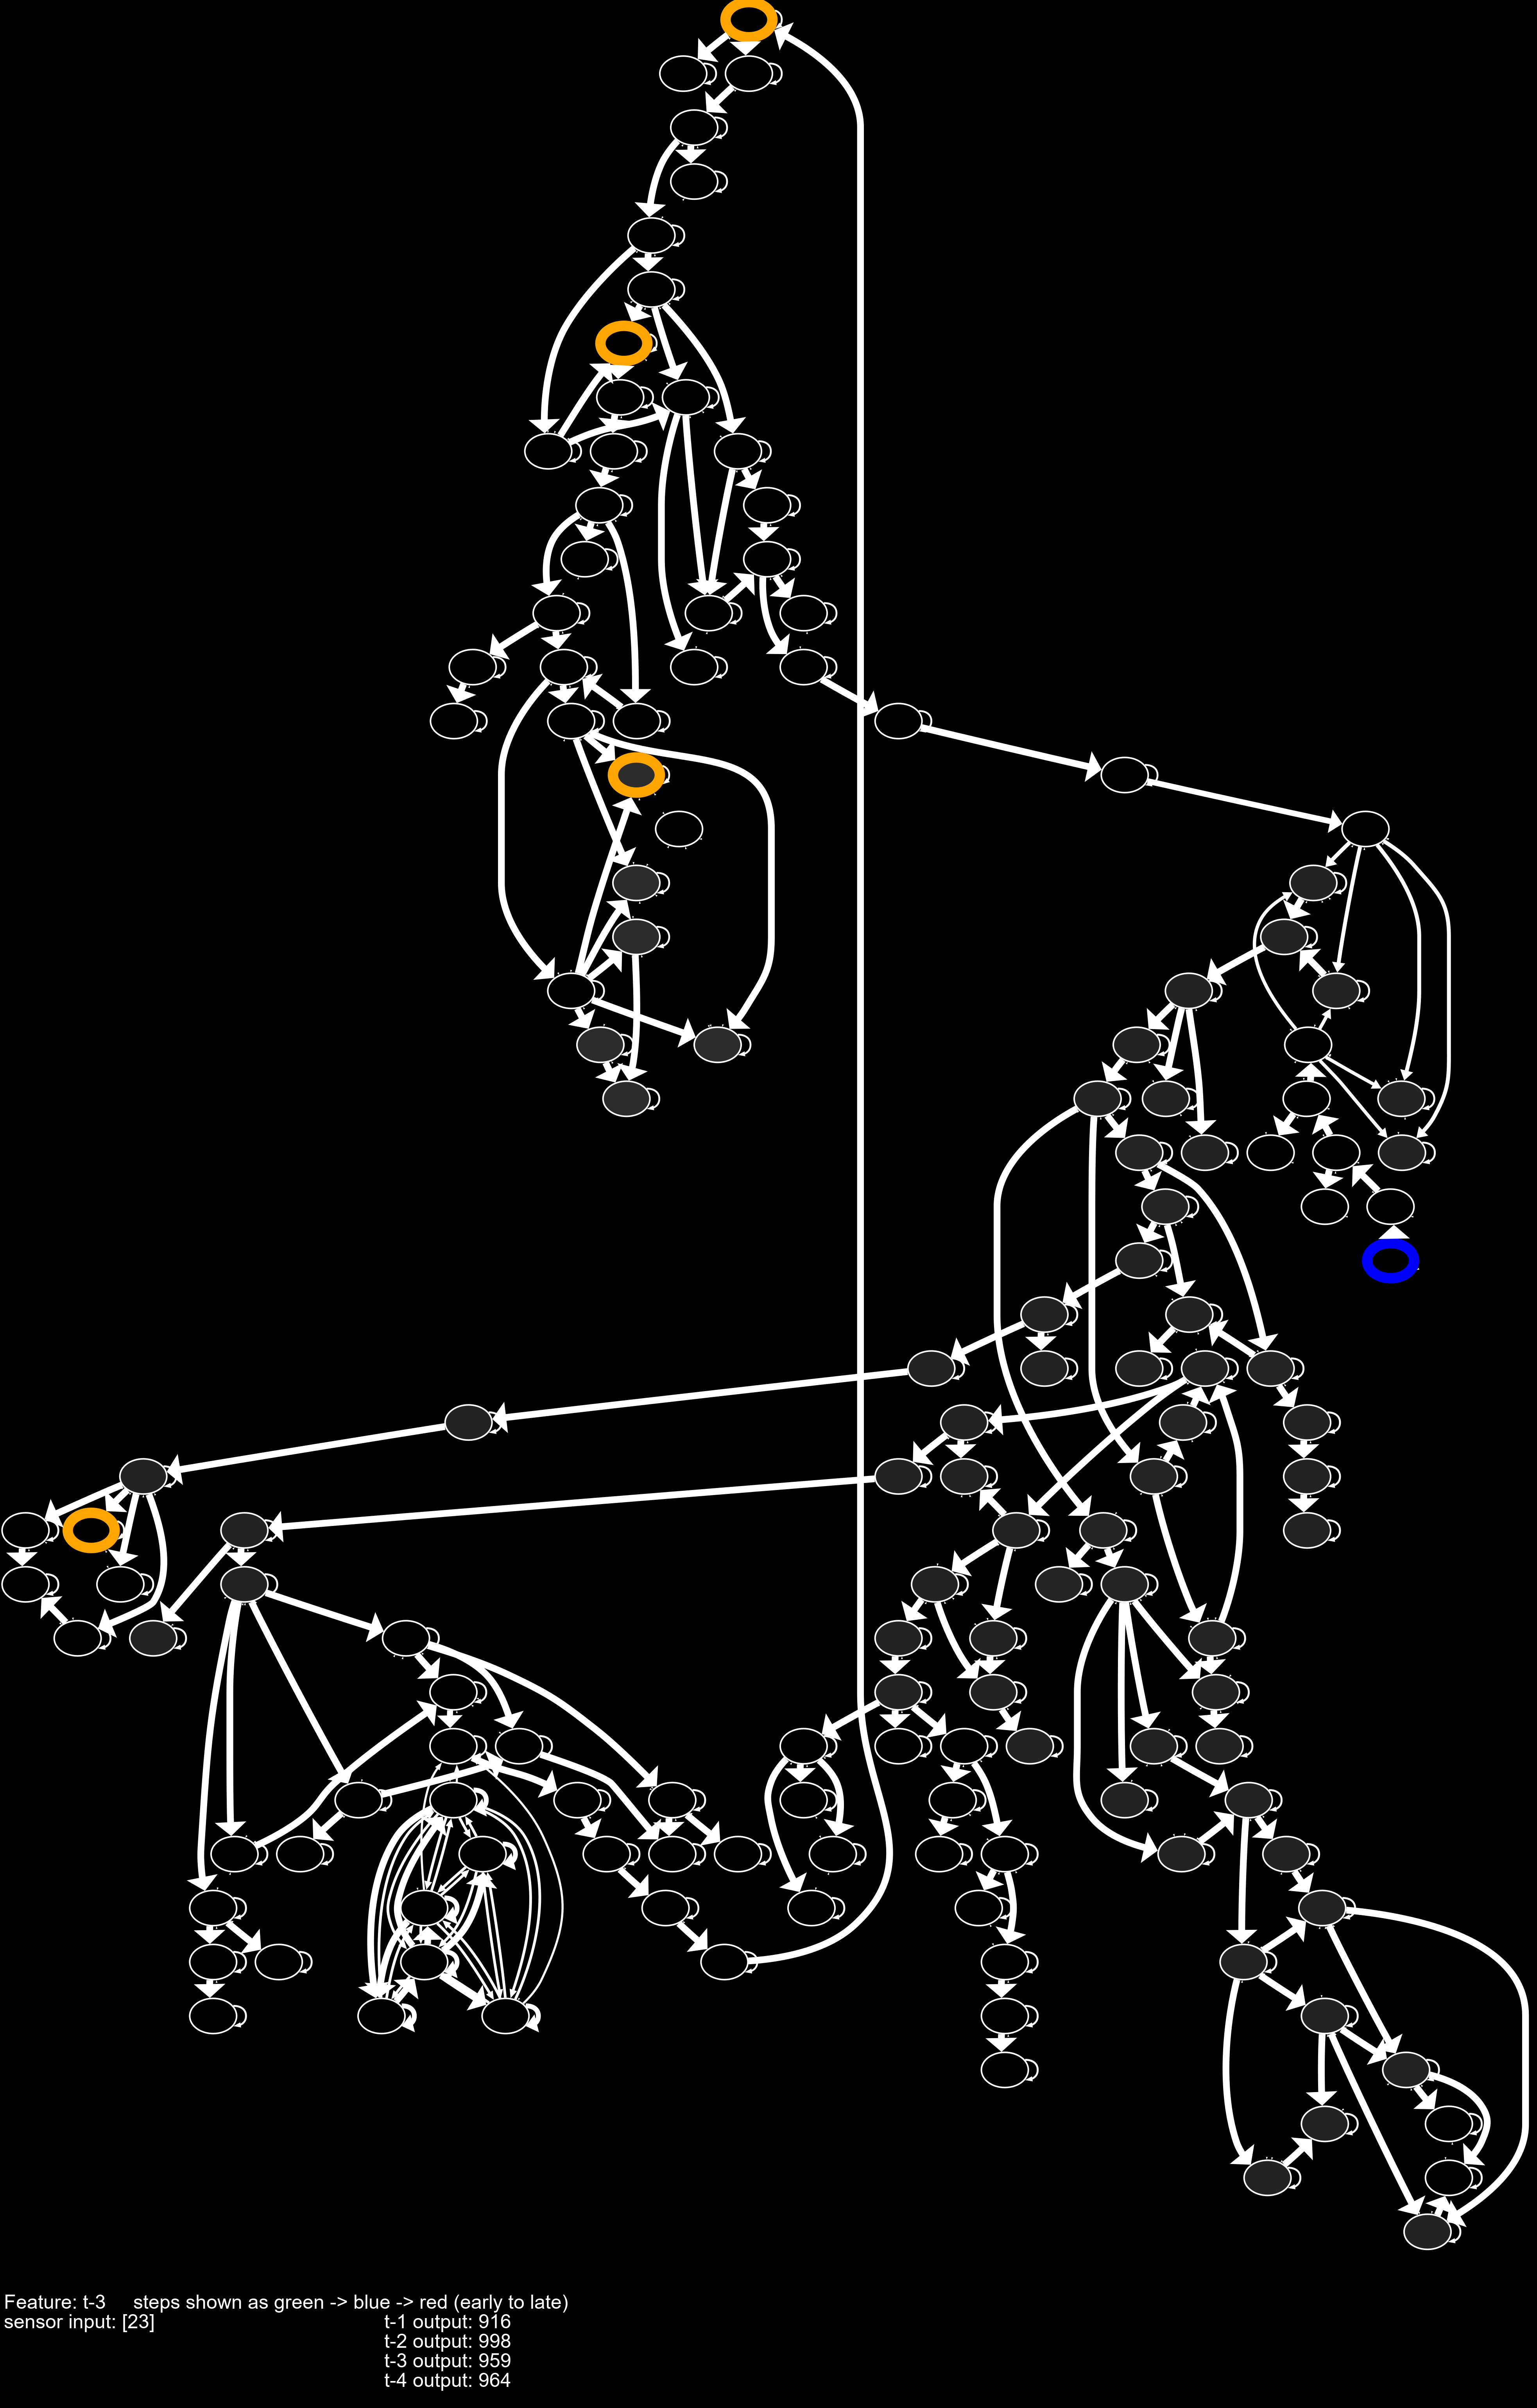 Feature: t-3     steps shown as green -> blue -> red (early to late)
sensor input: [23]
t-1 output: 916
t-2 output: 998
t-3 output: 959
t-4 output: 964